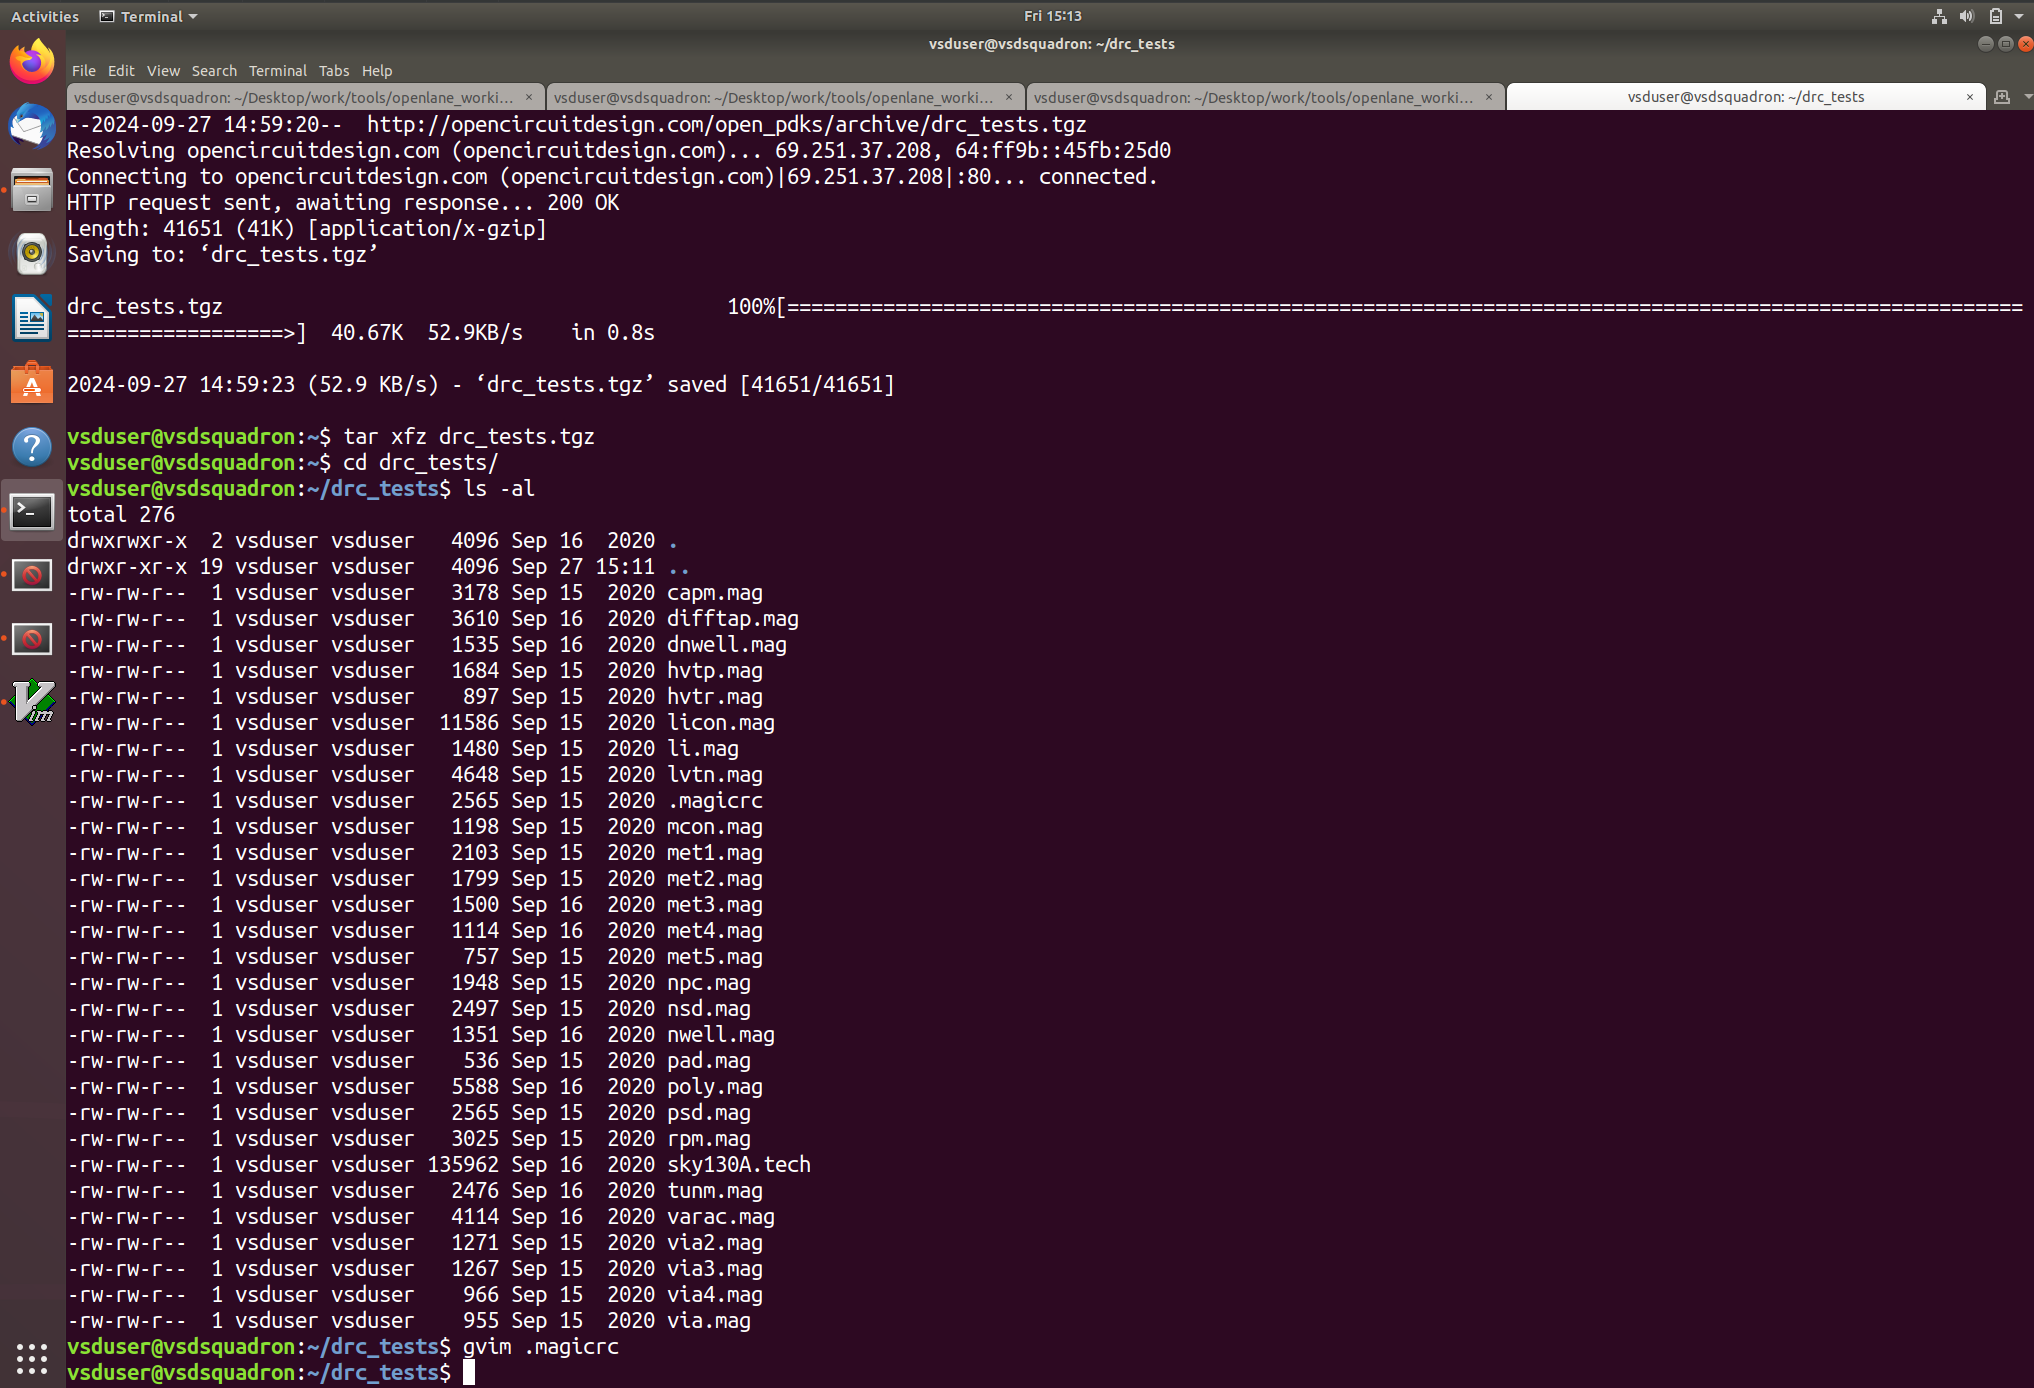 Activities Terminal Fri 15:13
vsduser@vsdsquadron: ~/drc_tests
File Edit View Search Terminal Tabs Help
vsduser@vsdsquadron: ~/Desktop/work/tools/openlane_worki... × vsduser@vsdsquadron: ~/Desktop/work/tools/openlane_worki... × vsduser@vsdsquadron: ~/Desktop/work/tools/openlane_worki... × vsduser@vsdsquadron: ~/drc_tests ×
--2024-09-27 14:59:20--  http://opencircuitdesign.com/open_pdks/archive/drc_tests.tgz
Resolving opencircuitdesign.com (opencircuitdesign.com)... 69.251.37.208, 64:ff9b::45fb:25d0
Connecting to opencircuitdesign.com (opencircuitdesign.com)|69.251.37.208|:80... connected.
HTTP request sent, awaiting response... 200 OK
Length: 41651 (41K) [application/x-gzip]
Saving to: ‘drc_tests.tgz’
drc_tests.tgz 100%[=======================================================================================================
==================>]  40.67K  52.9KB/s    in 0.8s
2024-09-27 14:59:23 (52.9 KB/s) - ‘drc_tests.tgz’ saved [41651/41651]
vsduser@vsdsquadron:~$ tar xfz drc_tests.tgz
vsduser@vsdsquadron:~$ cd drc_tests/
vsduser@vsdsquadron:~/drc_tests$ ls -al
total 276
drwxrwxr-x  2 vsduser vsduser   4096 Sep 16  2020 .
drwxr-xr-x 19 vsduser vsduser   4096 Sep 27 15:11 ..
-rw-rw-r--  1 vsduser vsduser   3178 Sep 15  2020 capm.mag
-rw-rw-r--  1 vsduser vsduser   3610 Sep 16  2020 difftap.mag
-rw-rw-r--  1 vsduser vsduser   1535 Sep 16  2020 dnwell.mag
-rw-rw-r--  1 vsduser vsduser   1684 Sep 15  2020 hvtp.mag
-rw-rw-r--  1 vsduser vsduser    897 Sep 15  2020 hvtr.mag
-rw-rw-r--  1 vsduser vsduser  11586 Sep 15  2020 licon.mag
-rw-rw-r--  1 vsduser vsduser   1480 Sep 15  2020 li.mag
-rw-rw-r--  1 vsduser vsduser   4648 Sep 15  2020 lvtn.mag
-rw-rw-r--  1 vsduser vsduser   2565 Sep 15  2020 .magicrc
-rw-rw-r--  1 vsduser vsduser   1198 Sep 15  2020 mcon.mag
-rw-rw-r--  1 vsduser vsduser   2103 Sep 15  2020 met1.mag
-rw-rw-r--  1 vsduser vsduser   1799 Sep 15  2020 met2.mag
-rw-rw-r--  1 vsduser vsduser   1500 Sep 16  2020 met3.mag
-rw-rw-r--  1 vsduser vsduser   1114 Sep 16  2020 met4.mag
-rw-rw-r--  1 vsduser vsduser    757 Sep 15  2020 met5.mag
-rw-rw-r--  1 vsduser vsduser   1948 Sep 15  2020 npc.mag
-rw-rw-r--  1 vsduser vsduser   2497 Sep 15  2020 nsd.mag
-rw-rw-r--  1 vsduser vsduser   1351 Sep 16  2020 nwell.mag
-rw-rw-r--  1 vsduser vsduser    536 Sep 15  2020 pad.mag
-rw-rw-r--  1 vsduser vsduser   5588 Sep 16  2020 poly.mag
-rw-rw-r--  1 vsduser vsduser   2565 Sep 15  2020 psd.mag
-rw-rw-r--  1 vsduser vsduser   3025 Sep 15  2020 rpm.mag
-rw-rw-r--  1 vsduser vsduser 135962 Sep 16  2020 sky130A.tech
-rw-rw-r--  1 vsduser vsduser   2476 Sep 16  2020 tunm.mag
-rw-rw-r--  1 vsduser vsduser   4114 Sep 16  2020 varac.mag
-rw-rw-r--  1 vsduser vsduser   1271 Sep 15  2020 via2.mag
-rw-rw-r--  1 vsduser vsduser   1267 Sep 15  2020 via3.mag
-rw-rw-r--  1 vsduser vsduser    966 Sep 15  2020 via4.mag
-rw-rw-r--  1 vsduser vsduser    955 Sep 15  2020 via.mag
vsduser@vsdsquadron:~/drc_tests$ gvim .magicrc
vsduser@vsdsquadron:~/drc_tests$